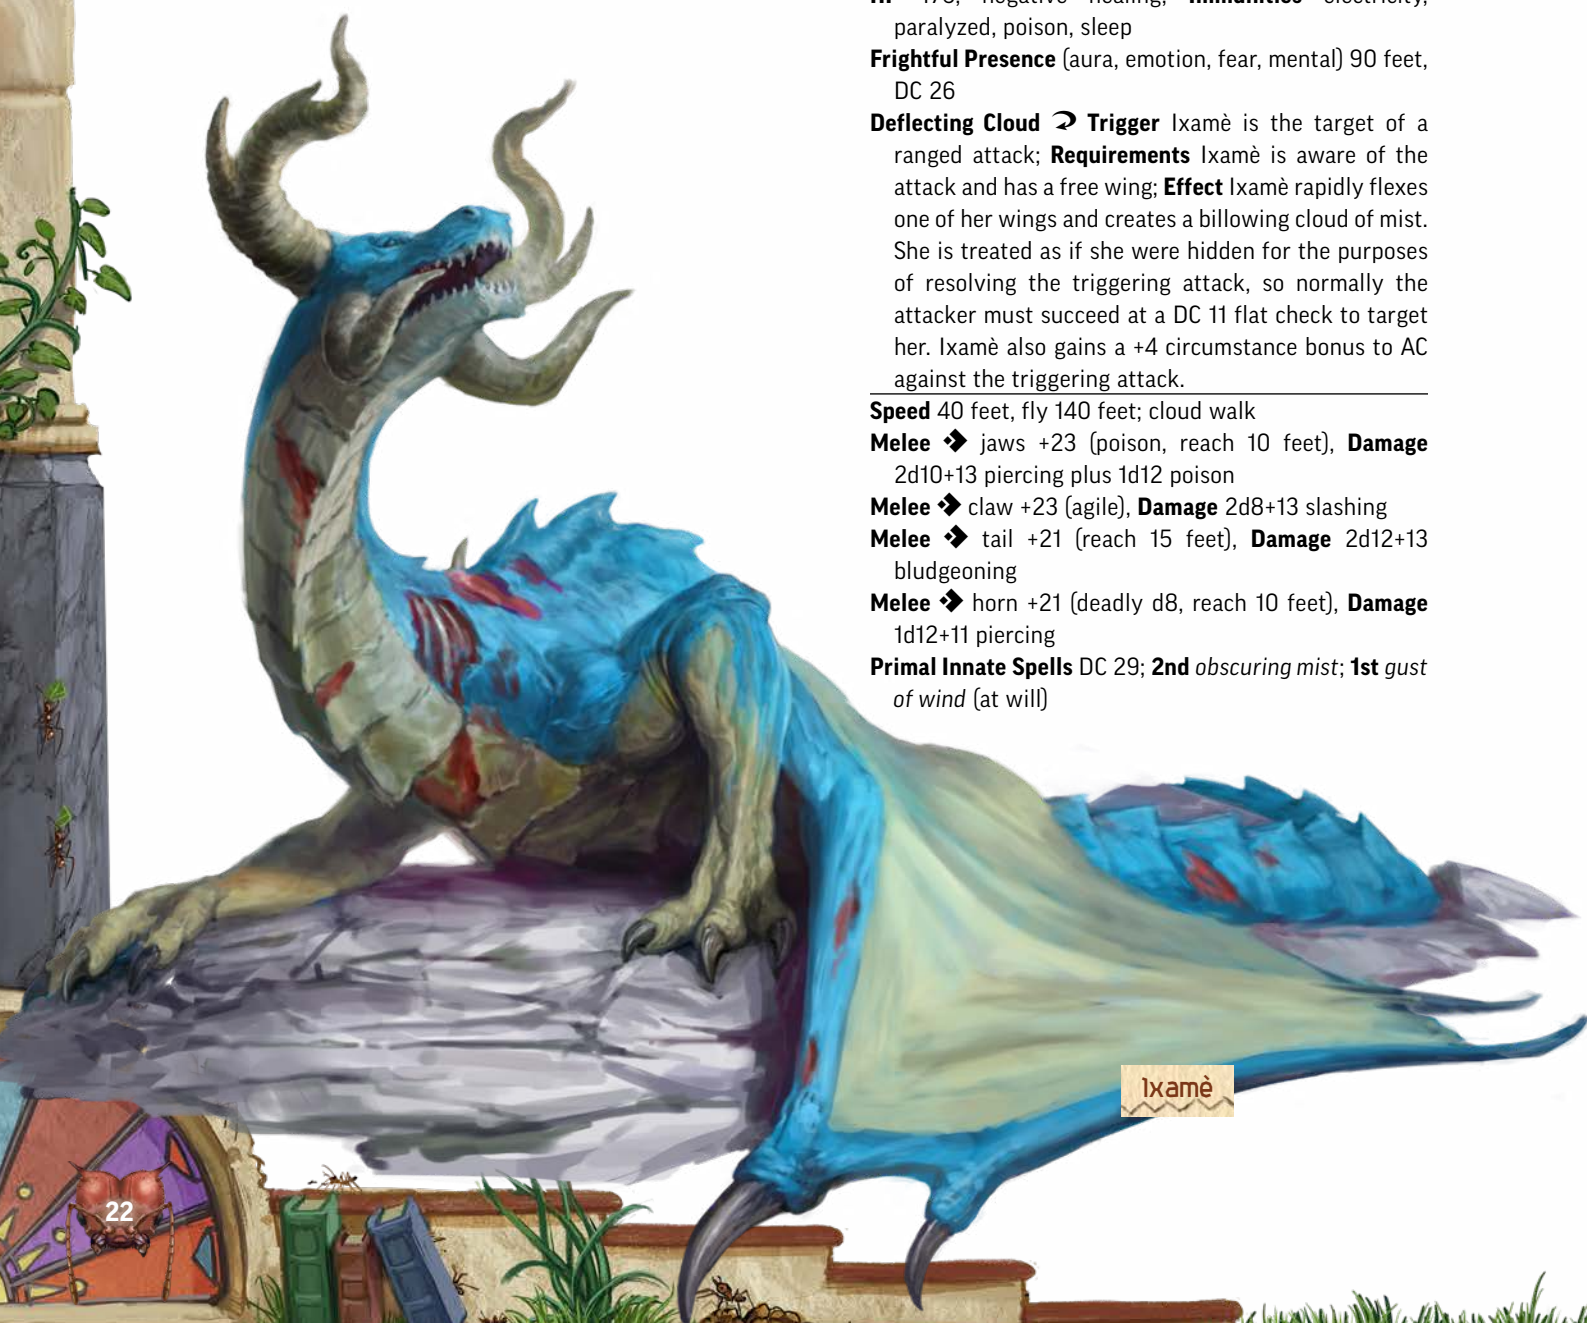 paralyzed, poison, sleep
Frightful Presence (aura, emotion, fear, mental) 90 feet,
DC 26
Deflecting Cloud Trigger Ixamè is the target of a
ranged attack; Requirements Ixamè is aware of the
attack and has a free wing; Effect Ixamè rapidly flexes
one of her wings and creates a billowing cloud of mist.
She is treated as if she were hidden for the purposes
of resolving the triggering attack, so normally the
attacker must succeed at a DC 11 flat check to target
her. Ixamè also gains a +4 circumstance bonus to AC
against the triggering attack.
Speed 40 feet, fly 140 feet; cloud walk
Melee jaws +23 (poison, reach 10 feet), Damage
2d10+13 piercing plus 1d12 poison
Melee claw +23 (agile), Damage 2d8+13 slashing
Melee tail +21 (reach 15 feet), Damage 2d12+13
bludgeoning
Melee horn +21 (deadly d8, reach 10 feet), Damage
1d12+11 piercing
Primal Innate Spells DC 29; 2nd obscuring mist; 1st gust
of wind (at will)
Ixamè
22